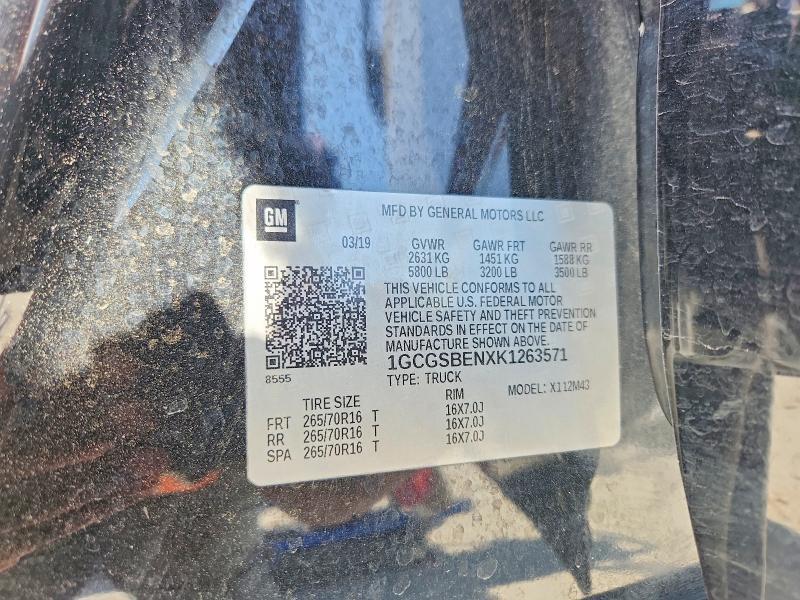 GM
MFD BY GENERAL MOTORS LLC
03/19 GVWR GAWR FRT GAWR RR
2631 KG 1451 KG 1588 KG
5800 LB 3200 LB 3500 LB
THIS VEHICLE CONFORMS TO ALL
APPLICABLE U.S. FEDERAL MOTOR
VEHICLE SAFETY AND THEFT PREVENTION
STANDARDS IN EFFECT ON THE DATE OF
MANUFACTURE SHOWN ABOVE.
1GCGSBENXK1263571
8555
TYPE: TRUCK MODEL: X112M43
TIRE SIZE RIM
FRT 265/70R16 T 16X7.0J
RR 265/70R16 T 16X7.0J
SPA 265/70R16 T 16X7.0J